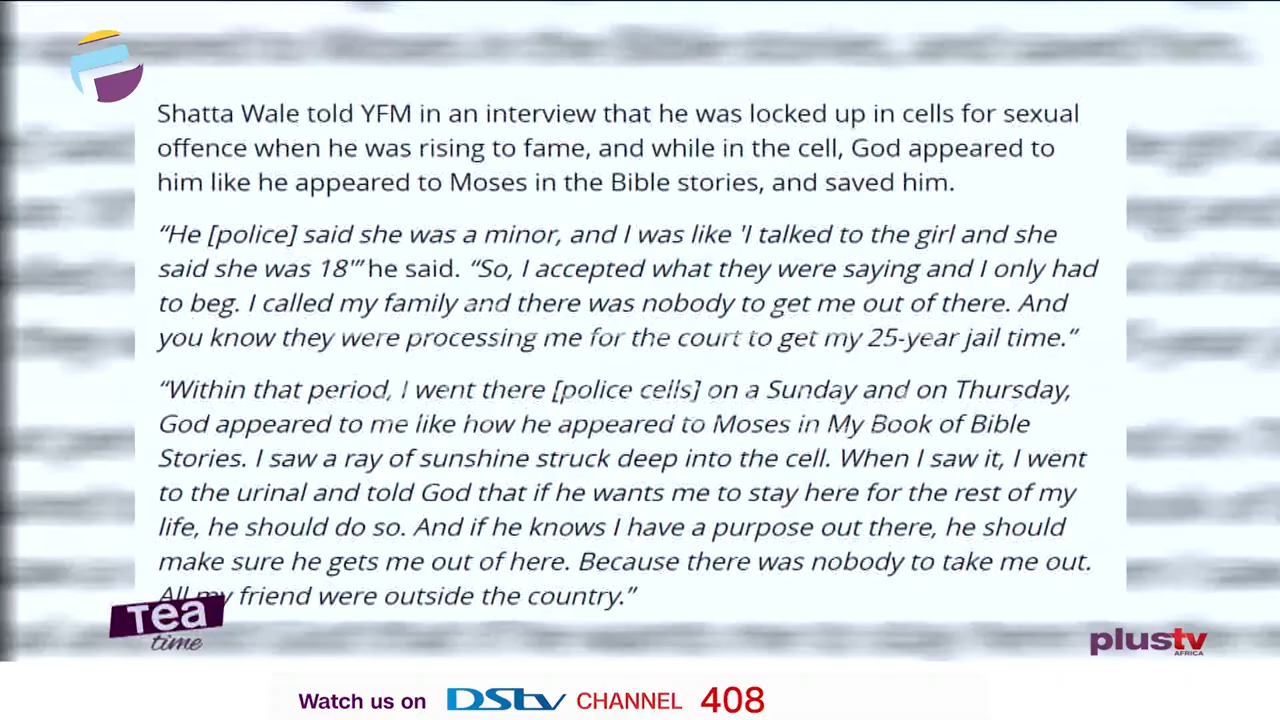 Shatta Wale told YFM in an interview that he was locked up in cells for sexual
offence when he was rising to fame, and while in the cell, God appeared to
him like he appeared to Moses in the Bible stories, and saved him.
“He [police] said she was a minor, and I was like 'I talked to the girl and she
said she was 18'” he said. “So, I accepted what they were saying and I only had
to beg. I called my family and there was nobody to get me out of there. And
you know they were processing me for the court to get my 25-year jail time.”
“Within that period, I went there [police cells] on a Sunday and on Thursday,
God appeared to me like how he appeared to Moses in My Book of Bible
Stories. I saw a ray of sunshine struck deep into the cell. When I saw it, I went
to the urinal and told God that if he wants me to stay here for the rest of my
life, he should do so. And if he knows I have a purpose out there, he should
make sure he gets me out of here. Because there was nobody to take me out.
All my friend were outside the country.”
Tea
time
plustv
AFRICA
Watch us on DStv CHANNEL 408